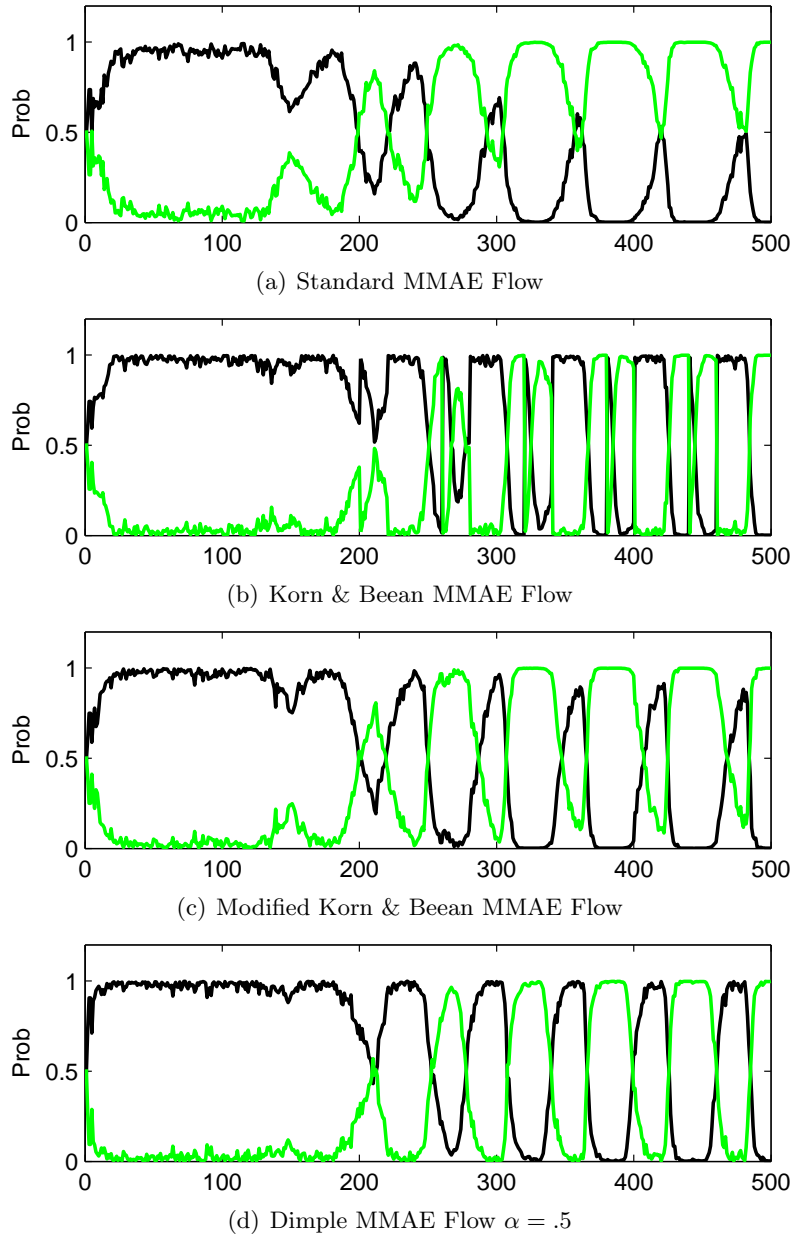 1
0.5
0
Prob
0 100 200 300 400 500
(a) Standard MMAE Flow
1
0.5
0
Prob
0 100 200 300 400 500
(b) Korn & Beean MMAE Flow
1
0.5
0
Prob
0 100 200 300 400 500
(c) Modified Korn & Beean MMAE Flow
1
0.5
0
Prob
0 100 200 300 400 500
(d) Dimple MMAE Flow α = .5